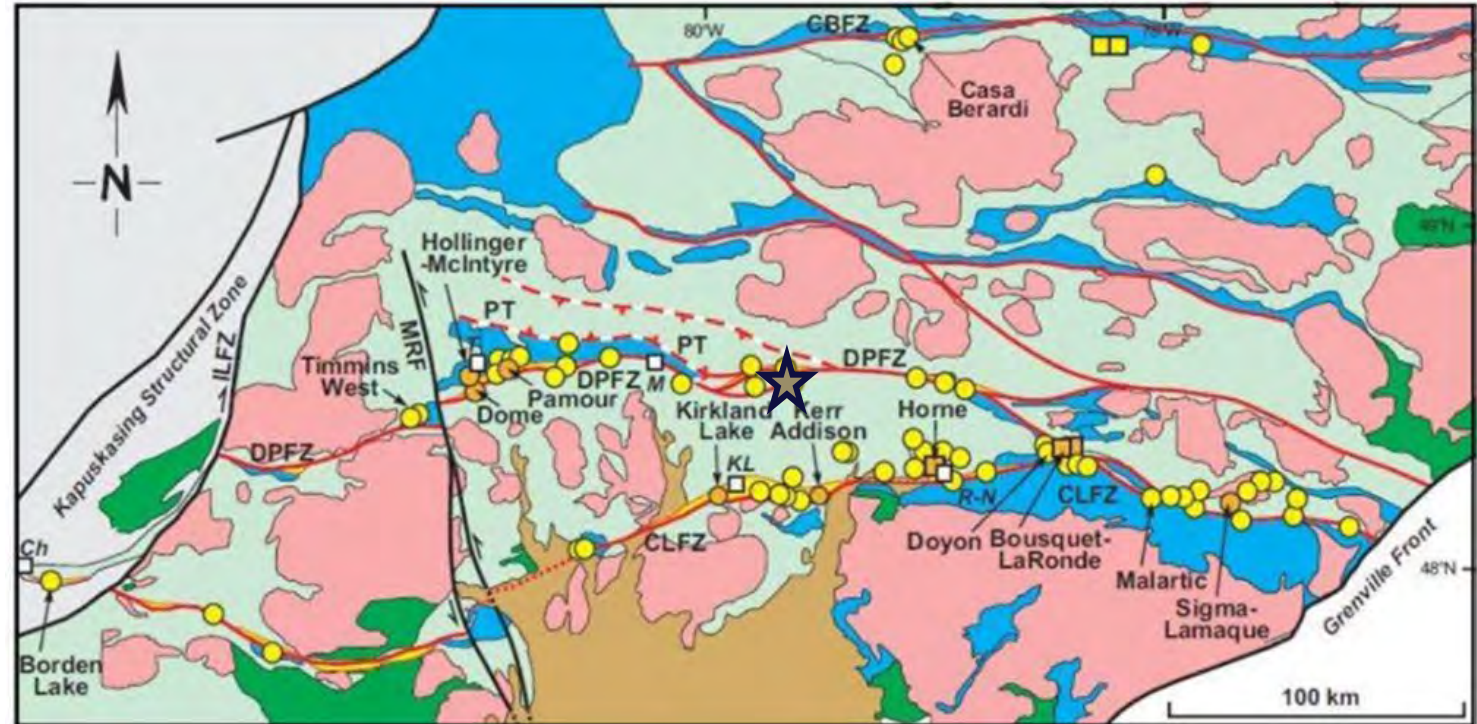 80°W
CBFZ
78°W
Casa
Berardi
N
49°N
Hollinger
-McIntyre
Kapuskasing Structural Zone
ILFZ
MRF
PT
PT
T
DPFZ
Timmins
West
DPFZ
M
Pamour
Dome
Kirkland
Lake
Kerr
Addison
Horne
DPFZ
KL
R-N
CLFZ
CLFZ
Doyon
Bousquet-
LaRonde
Malartic
Sigma-
Lamaque
48°N
Grenville Front
Ch
Borden
Lake
100 km